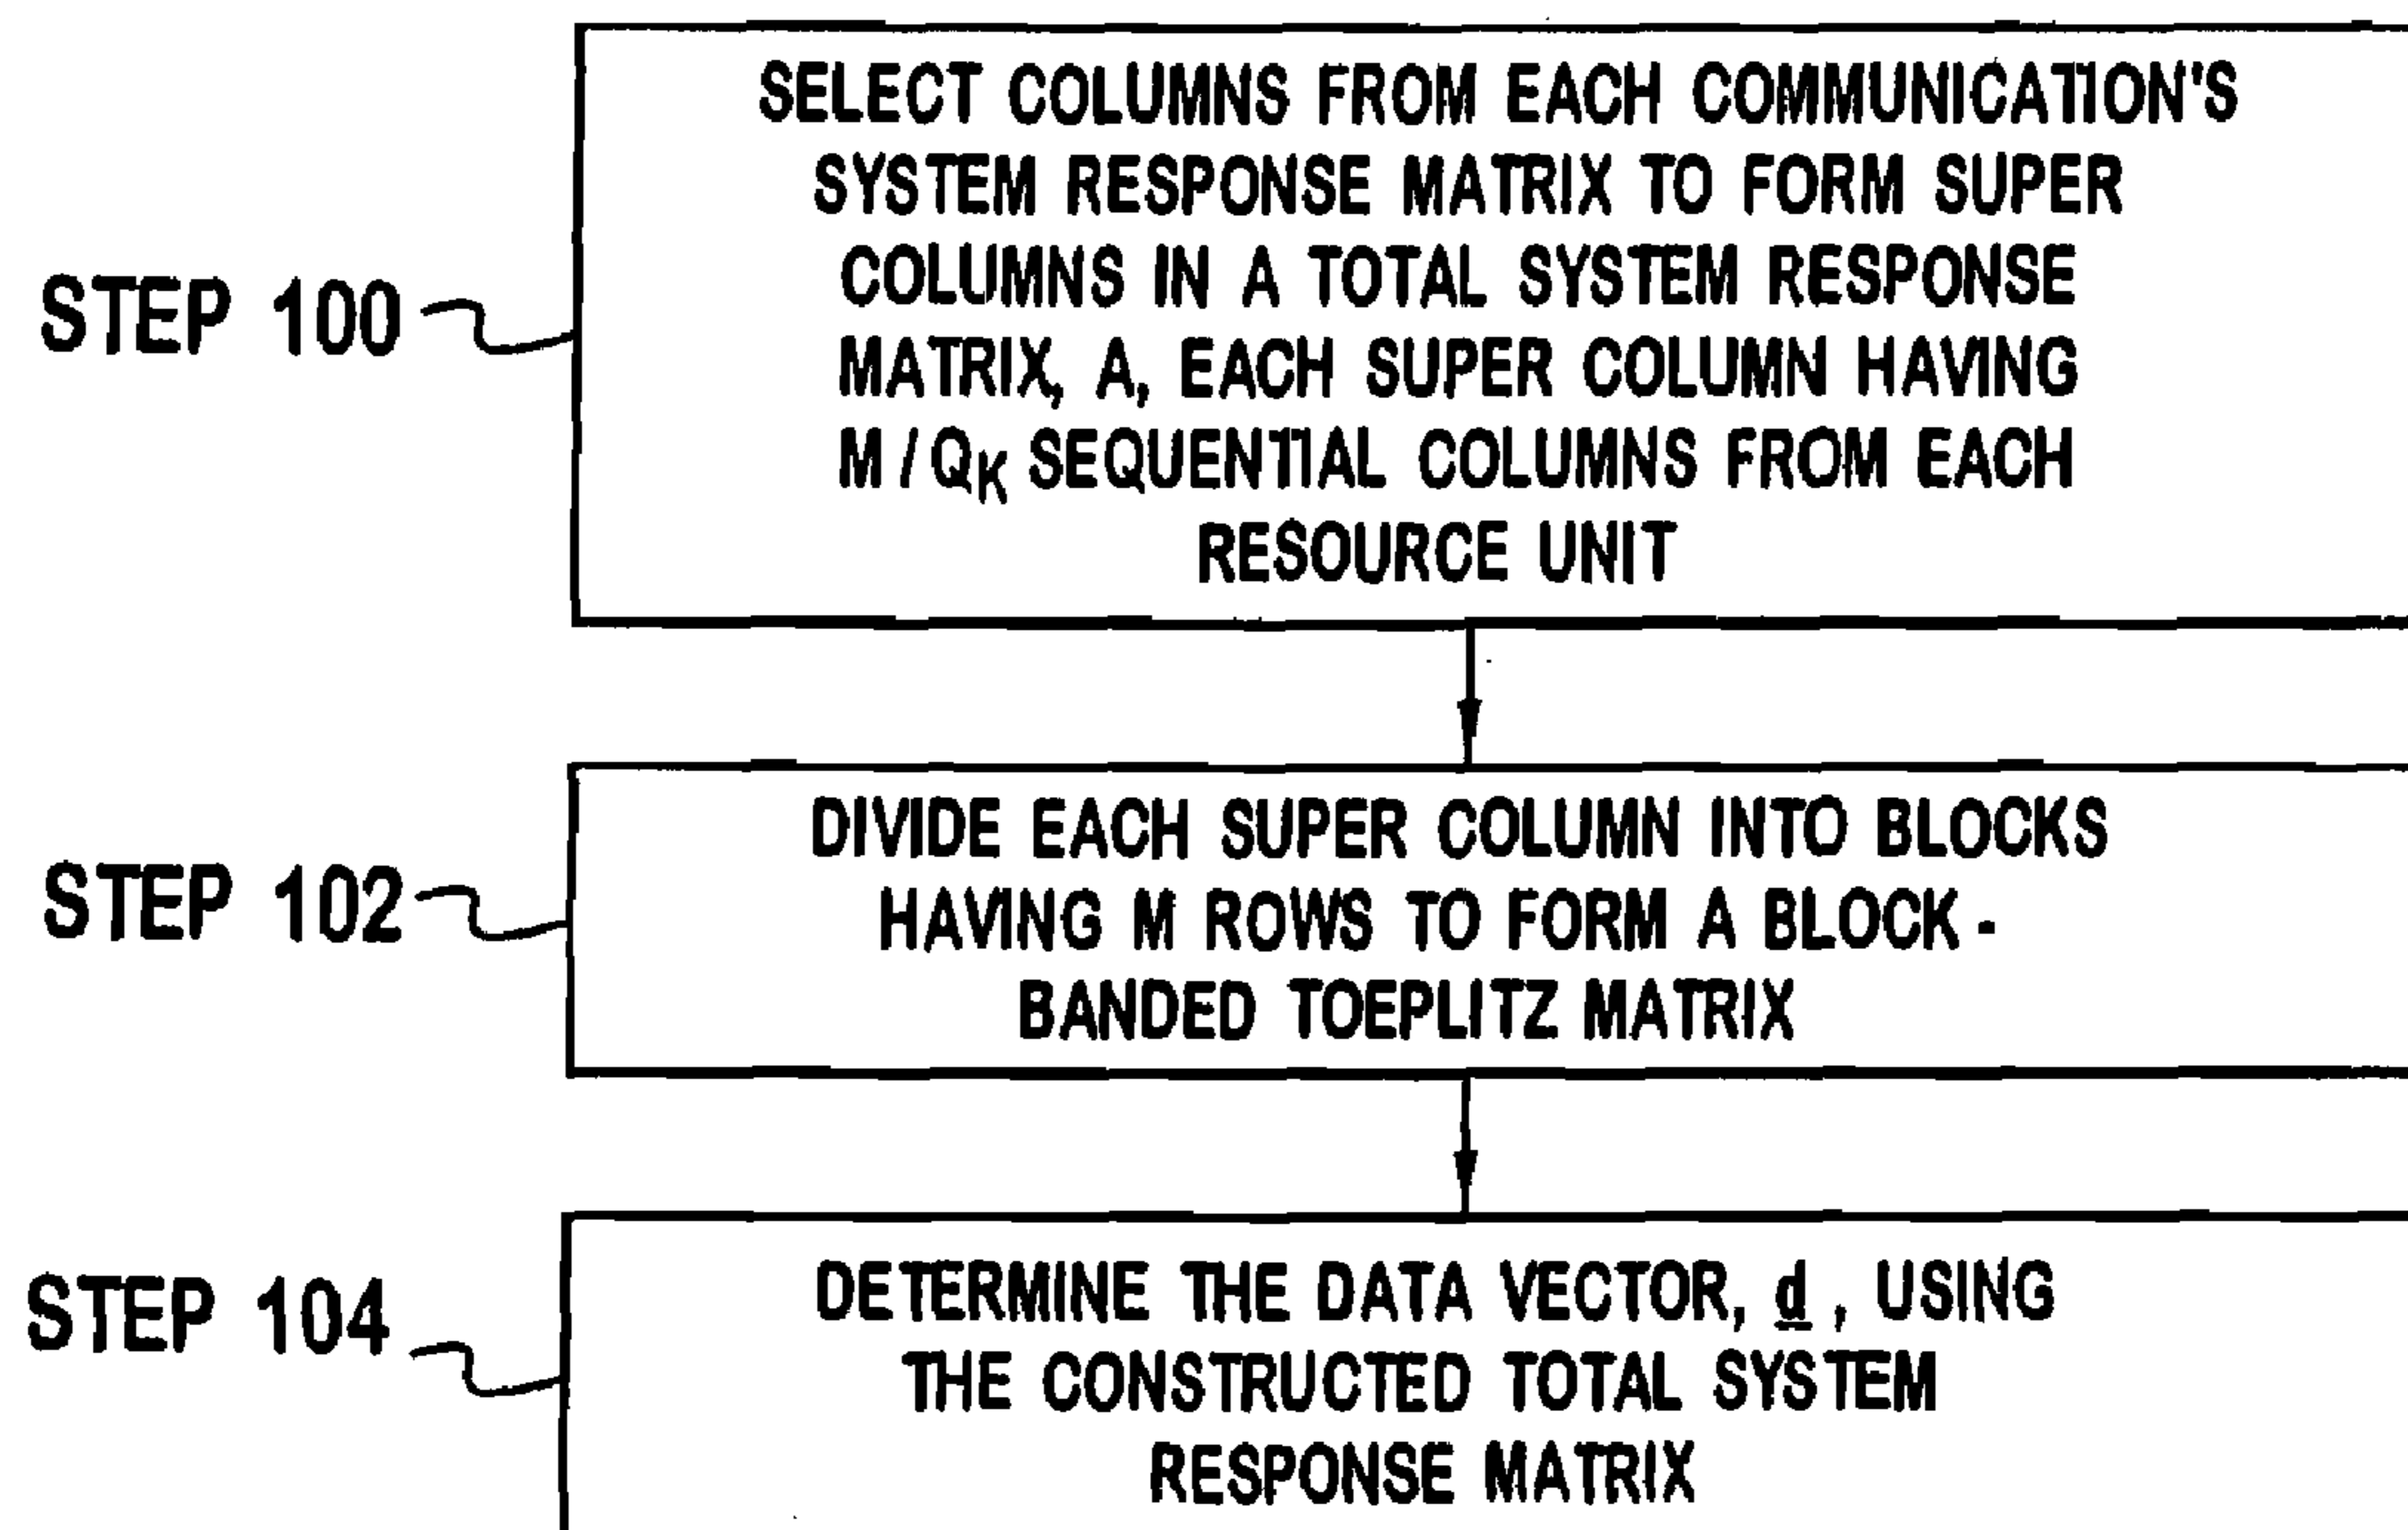 SELECT COLUMNS FROM EACH COMMUNICATION'S
SYSTEM RESPONSE MATRIX TO FORM SUPER
COLUMNS IN A TOTAL SYSTEM RESPONSE
MATRIX, A, EACH SUPER COLUMN HAVING
M / QK SEQUENTIAL COLUMNS FROM EACH
RESOURCE UNIT
STEP 100
DIVIDE EACH SUPER COLUMN INTO BLOCKS
HAVING M ROWS TO FORM A BLOCK -
BANDED TOEPLITZ MATRIX
STEP 102
DETERMINE THE DATA VECTOR, d , USING
THE CONSTRUCTED TOTAL SYSTEM
RESPONSE MATRIX
STEP 104